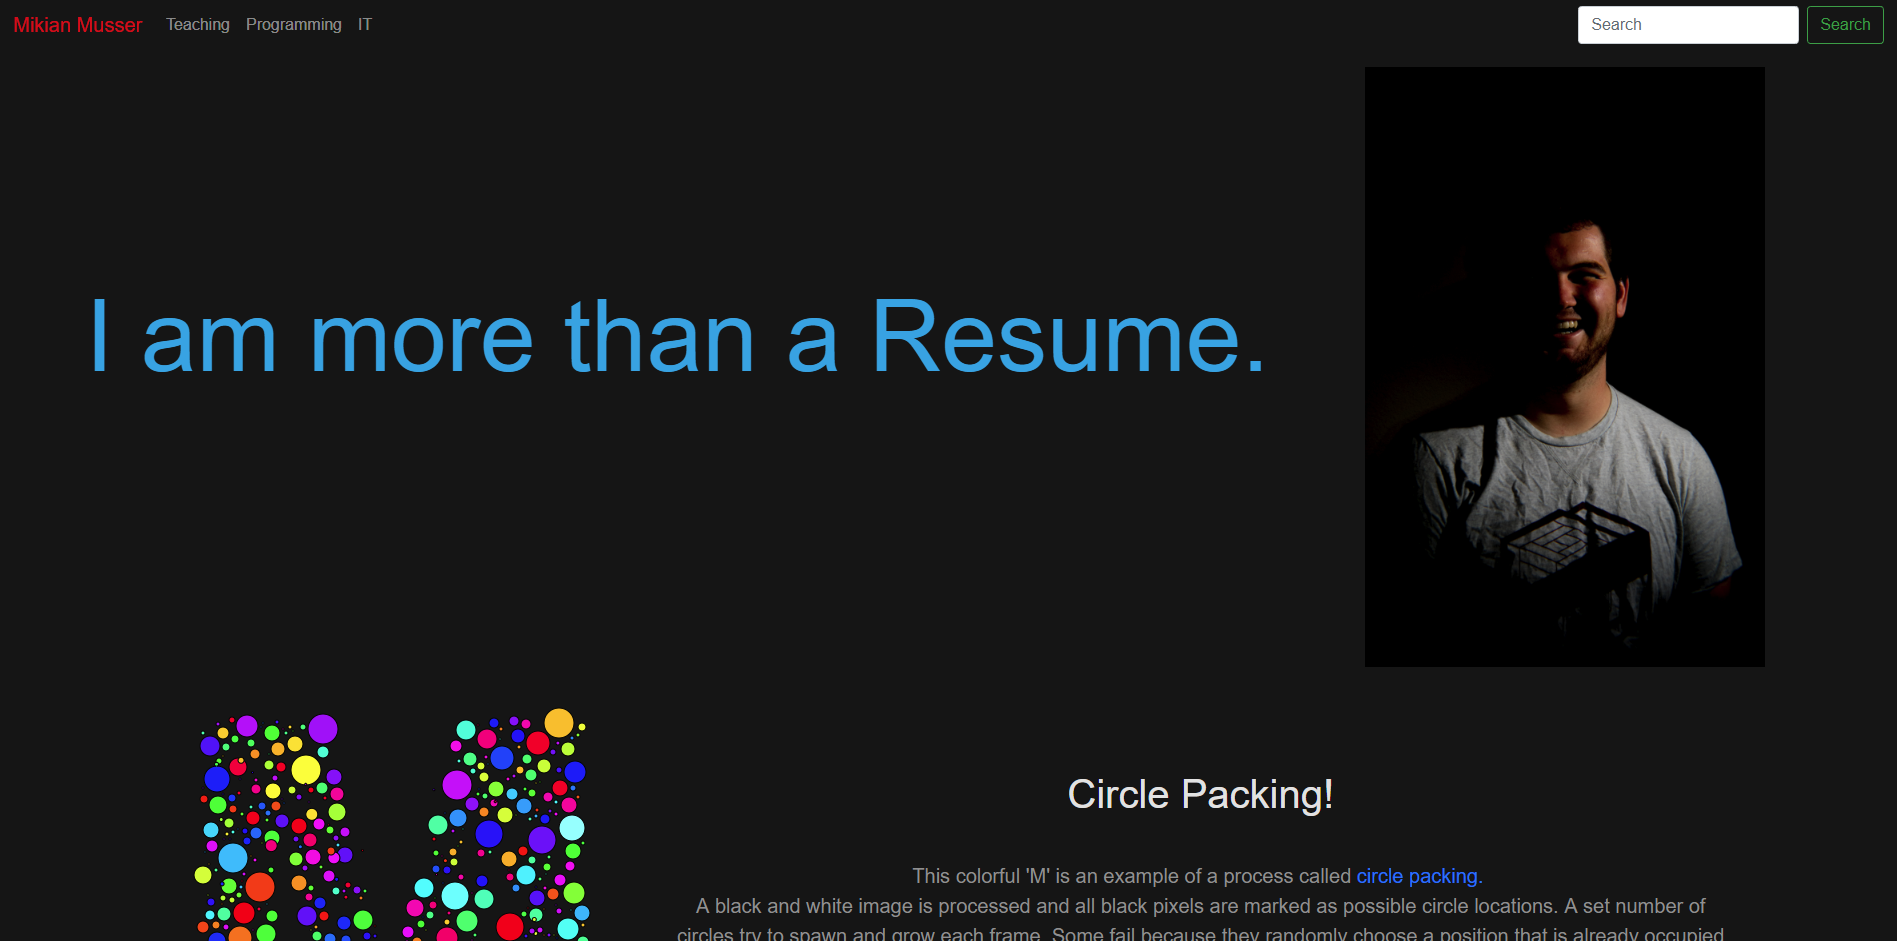 Mikian Musser Teaching Programming IT Search Search
I am more than a Resume.
Circle Packing!
This colorful 'M' is an example of a process called circle packing.
A black and white image is processed and all black pixels are marked as possible circle locations. A set number of
circles try to spawn and grow each frame. Some fail because they randomly choose a position that is already occupied